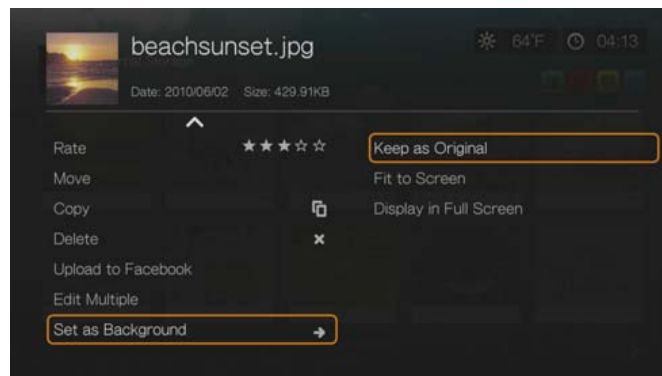 beachsunset.jpg
64°F 04:13
Date: 2010/06/02 Size: 429.91KB
Rate
Move
Copy
Delete
Upload to Facebook
Edit Multiple
Set as Background
Keep as Original
Fit to Screen
Display in Full Screen